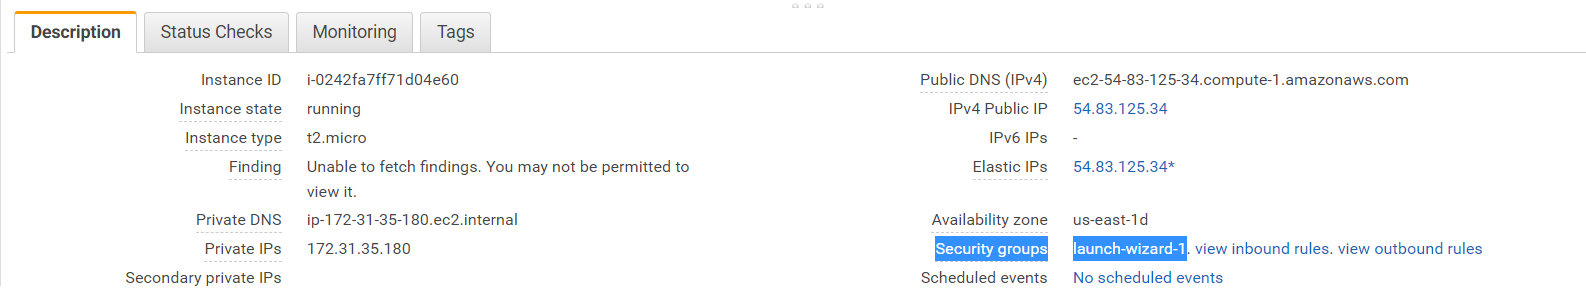 Description Status Checks Monitoring Tags
Instance ID i-0242fa7ff71d04e60
Instance state running
Instance type t2.micro
Finding Unable to fetch findings. You may not be permitted to
view it.
Private DNS ip-172-31-35-180.ec2.internal
Private IPs 172.31.35.180
Secondary private IPs
Public DNS (IPv4) ec2-54-83-125-34.compute-1.amazonaws.com
IPv4 Public IP 54.83.125.34
IPv6 IPs -
Elastic IPs 54.83.125.34*
Availability zone us-east-1d
Security groups launch-wizard-1. view inbound rules. view outbound rules
Scheduled events No scheduled events